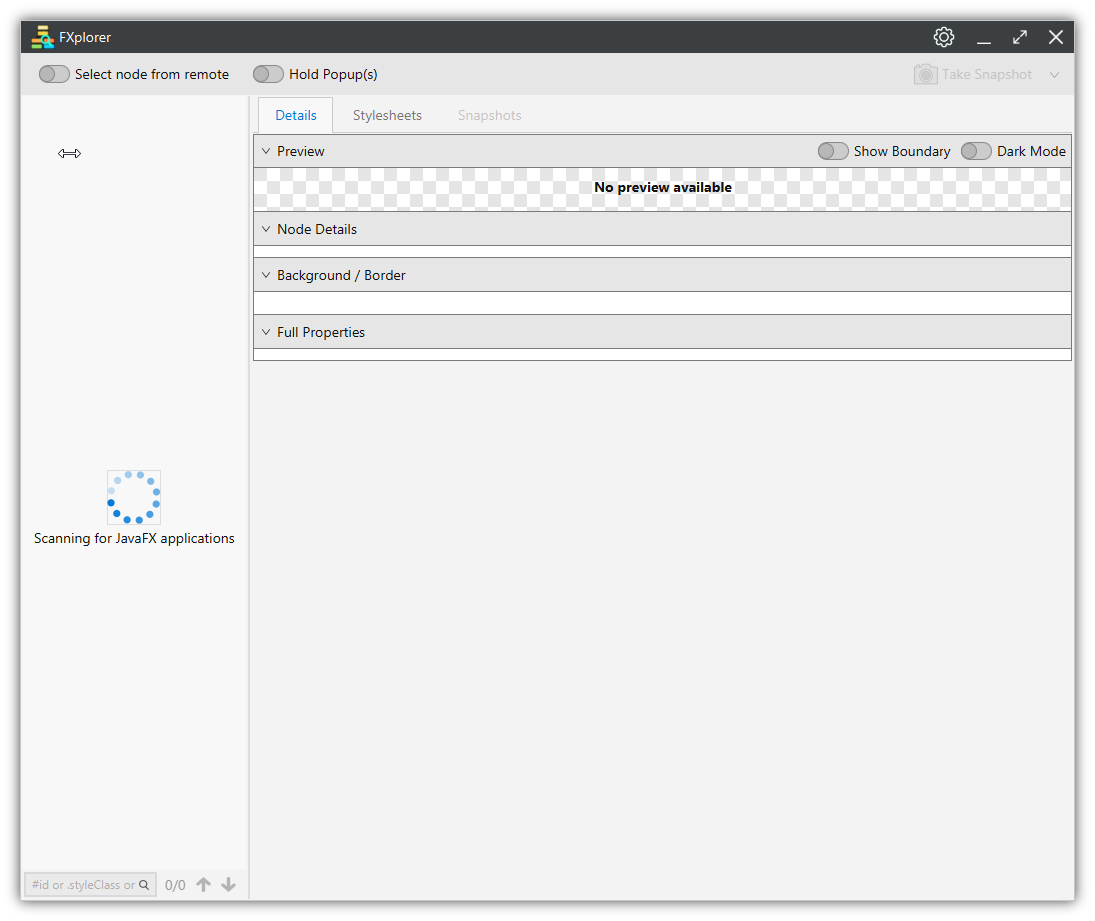 FXplorer
Select node from remote Hold Popup(s) Take Snapshot
Details Stylesheets Snapshots
Preview Show Boundary Dark Mode
No preview available
Node Details
Background / Border
Full Properties
Scanning for JavaFX applications
#id or .styleClass or 0/0